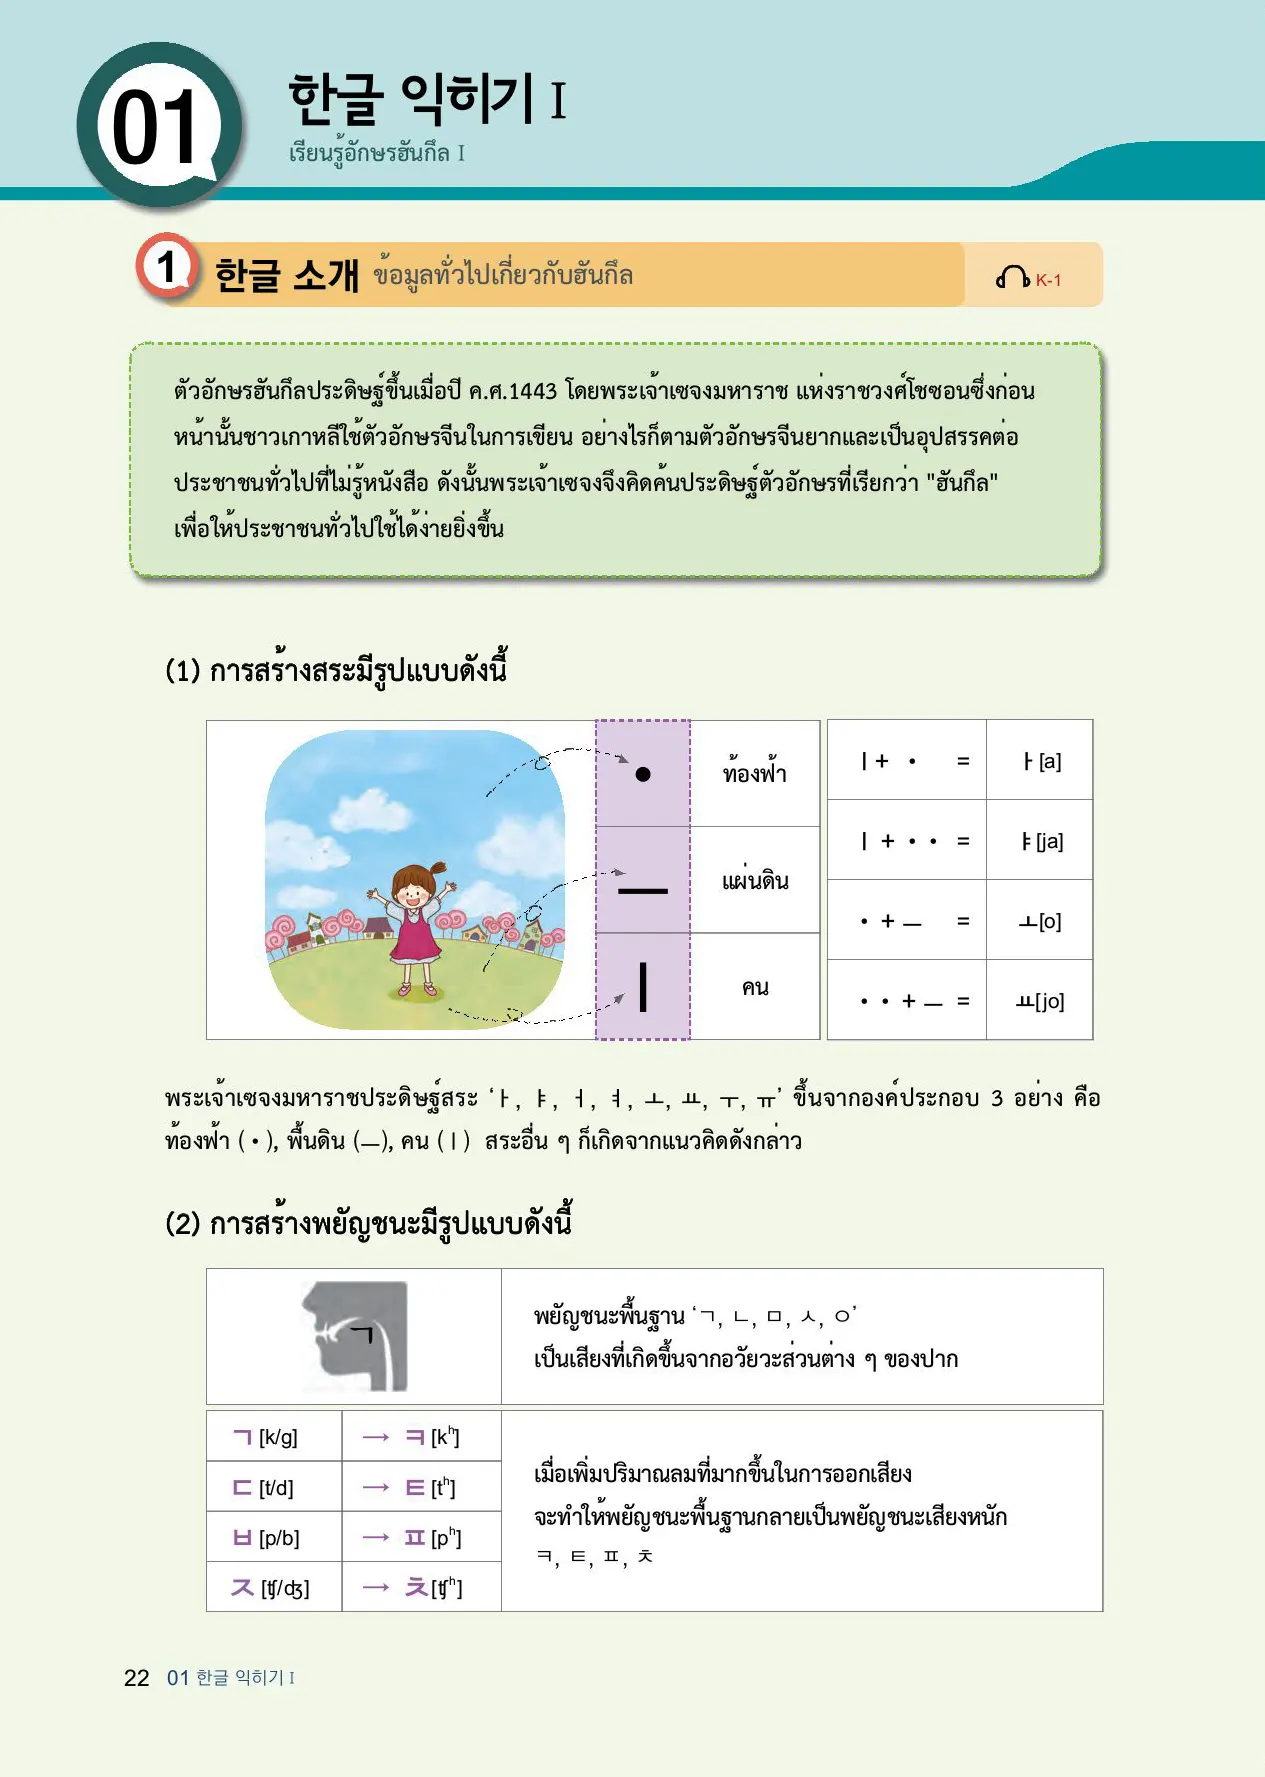 01
한글 익히기 I
เรียนรู้อักษรฮันกึล I
1 한글 소개 ข้อมูลทั่วไปเกี่ยวกับฮันกึล K-1
ตัวอักษรฮันกึลประดิษฐ์ขึ้นเมื่อปี ค.ศ.1443 โดยพระเจ้าเซจงมหาราช แห่งราชวงศ์โชซอนซึ่งก่อน
หน้านั้นชาวเกาหลีใช้ตัวอักษรจีนในการเขียน อย่างไรก็ตามตัวอักษรจีนยากและเป็นอุปสรรคต่อ
ประชาชนทั่วไปที่ไม่รู้หนังสือ ดังนั้นพระเจ้าเซจงจึงคิดค้นประดิษฐ์ตัวอักษรที่เรียกว่า "ฮันกึล"
เพื่อให้ประชาชนทั่วไปใช้ได้ง่ายยิ่งขึ้น
(1) การสร้างสระมีรูปแบบดังนี้
• ท้องฟ้า
ㅡ แผ่นดิน
ㅣ คน
ㅣ + • = ㅏ[a]
ㅣ + • • = ㅑ[ja]
• + ㅡ = ㅗ[o]
• • + ㅡ = ㅛ[jo]
พระเจ้าเซจงมหาราชประดิษฐ์สระ ‘ㅏ, ㅑ, ㅓ, ㅕ, ㅗ, ㅛ, ㅜ, ㅠ’ ขึ้นจากองค์ประกอบ 3 อย่าง คือ
ท้องฟ้า ( • ), พื้นดิน (ㅡ), คน (ㅣ) สระอื่น ๆ ก็เกิดจากแนวคิดดังกล่าว
(2) การสร้างพยัญชนะมีรูปแบบดังนี้
ㄱ
พยัญชนะพื้นฐาน ‘ㄱ, ㄴ, ㅁ, ㅅ, ㅇ’
เป็นเสียงที่เกิดขึ้นจากอวัยวะส่วนต่าง ๆ ของปาก
ㄱ [k/g] → ㅋ [kʰ]
ㄷ [t/d] → ㅌ [tʰ]
ㅂ [p/b] → ㅍ [pʰ]
ㅈ [ʧ/ʤ] → ㅊ [ʧʰ]
เมื่อเพิ่มปริมาณลมที่มากขึ้นในการออกเสียง
จะทำให้พยัญชนะพื้นฐานกลายเป็นพยัญชนะเสียงหนัก
ㅋ, ㅌ, ㅍ, ㅊ
22 01 한글 익히기 I